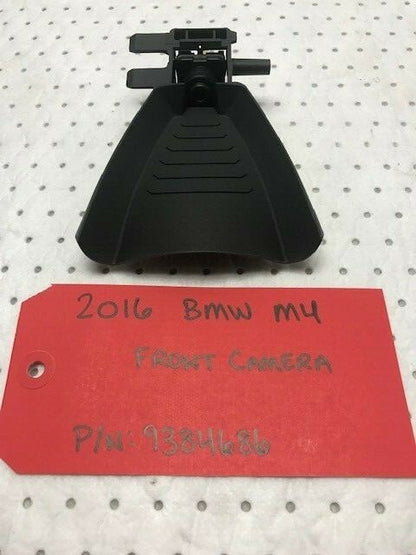 2016 BMW M4
FRONT CAMERA
P/N: 9384686